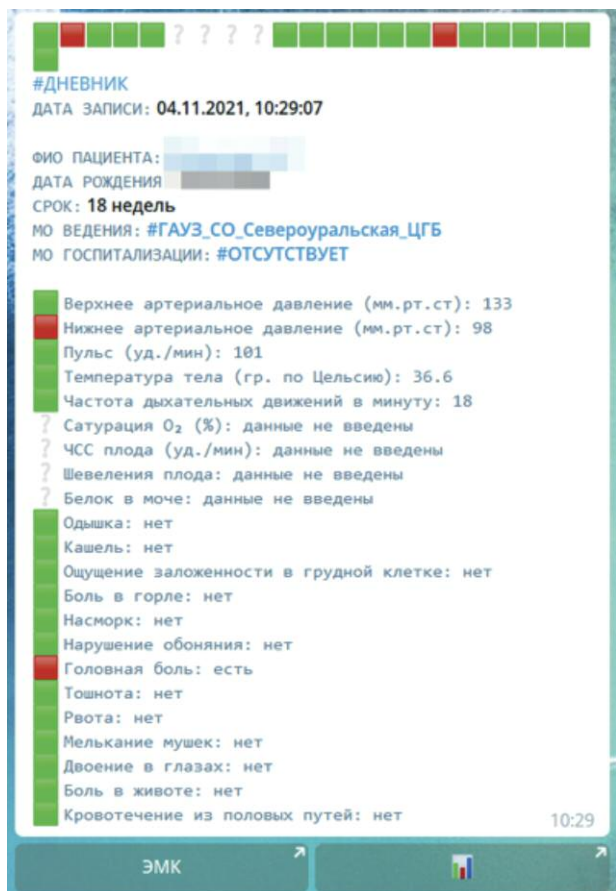 ? ? ? ?
#ДНЕВНИК
ДАТА ЗАПИСИ: 04.11.2021, 10:29:07
ФИО ПАЦИЕНТА:
ДАТА РОЖДЕНИЯ
СРОК: 18 недель
МО ВЕДЕНИЯ: #ГАУЗ_СО_Североуральская_ЦГБ
МО ГОСПИТАЛИЗАЦИИ: #ОТСУТСТВУЕТ
Верхнее артериальное давление (мм.рт.ст): 133
Нижнее артериальное давление (мм.рт.ст): 98
Пульс (уд./мин): 101
Температура тела (гр. по Цельсию): 36.6
Частота дыхательных движений в минуту: 18
? Сатурация O₂ (%): данные не введены
? ЧСС плода (уд./мин): данные не введены
? Шевеления плода: данные не введены
? Белок в моче: данные не введены
Одышка: нет
Кашель: нет
Ощущение заложенности в грудной клетке: нет
Боль в горле: нет
Насморк: нет
Нарушение обоняния: нет
Головная боль: есть
Тошнота: нет
Рвота: нет
Мелькание мушек: нет
Двоение в глазах: нет
Боль в животе: нет
Кровотечение из половых путей: нет
10:29
ЭМК